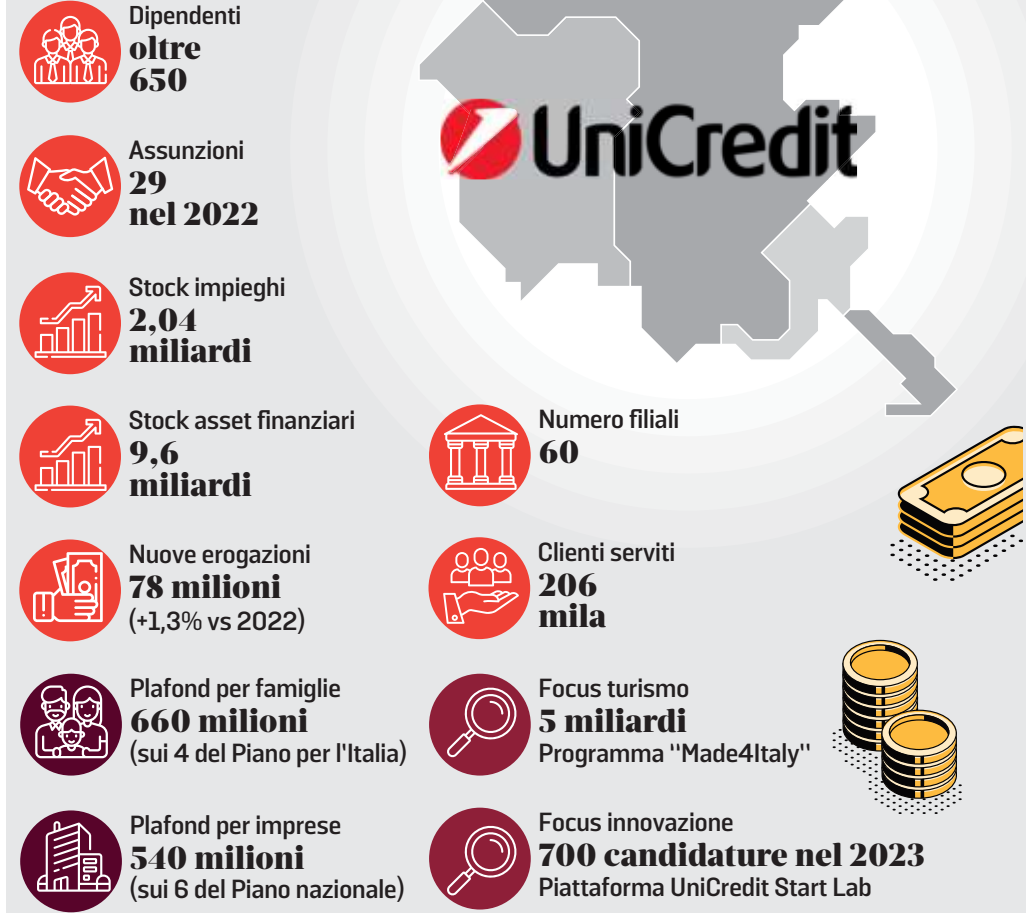 Dipendenti
oltre
650
UniCredit
Assunzioni
29
nel 2022
Stock impieghi
2,04
miliardi
Stock asset finanziari
9,6
miliardi
Numero filiali
60
Nuove erogazioni
78 milioni
(+1,3% vs 2022)
Clienti serviti
206
mila
Plafond per famiglie
660 milioni
(sui 4 del Piano per l'Italia)
Focus turismo
5 miliardi
Programma "Made4Italy"
Plafond per imprese
540 milioni
(sui 6 del Piano nazionale)
Focus innovazione
700 candidature nel 2023
Piattaforma UniCredit Start Lab